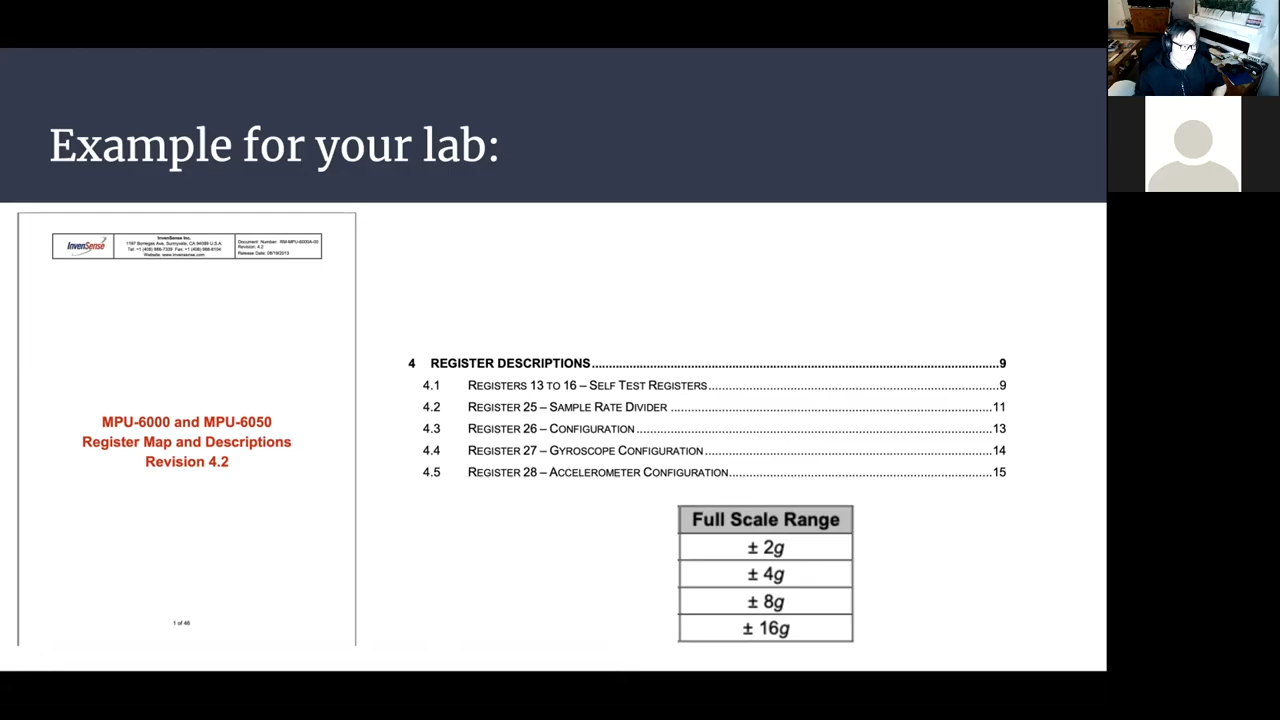 Example for your lab:
InvenSense
InvenSense Inc.
1197 Borregas Ave, Sunnyvale, CA 94089 U.S.A.
Tel: +1 (408) 988-7339 Fax: +1 (408) 988-8104
Website: www.invensense.com
Document Number: RM-MPU-6000A-00
Revision: 4.2
Release Date: 08/19/2013
MPU-6000 and MPU-6050
Register Map and Descriptions
Revision 4.2
1 of 46
4 REGISTER DESCRIPTIONS 9
4.1 REGISTERS 13 TO 16 – SELF TEST REGISTERS 9
4.2 REGISTER 25 – SAMPLE RATE DIVIDER 11
4.3 REGISTER 26 – CONFIGURATION 13
4.4 REGISTER 27 – GYROSCOPE CONFIGURATION 14
4.5 REGISTER 28 – ACCELEROMETER CONFIGURATION 15
Full Scale Range
± 2g
± 4g
± 8g
± 16g